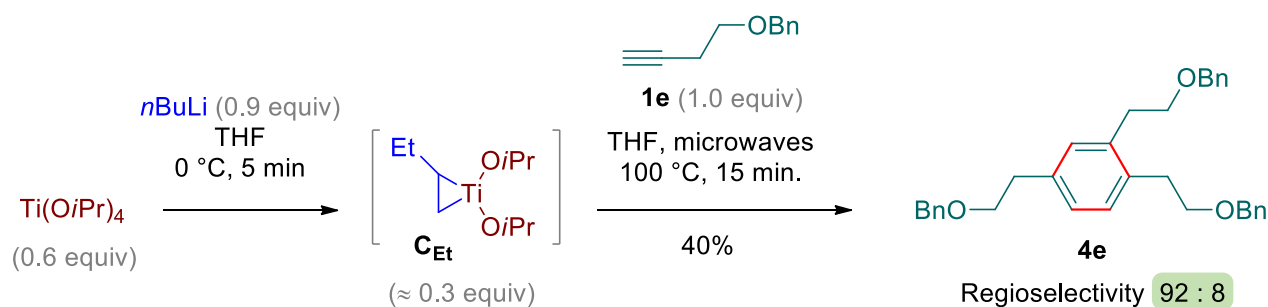 OBn
1e (1.0 equiv)
nBuLi (0.9 equiv)
THF
0 °C, 5 min
Ti(OiPr)₄
(0.6 equiv)
Et
OiPr
Ti
OiPr
C_Et
(≈ 0.3 equiv)
THF, microwaves
100 °C, 15 min.
40%
OBn
BnO
OBn
4e
Regioselectivity 92 : 8